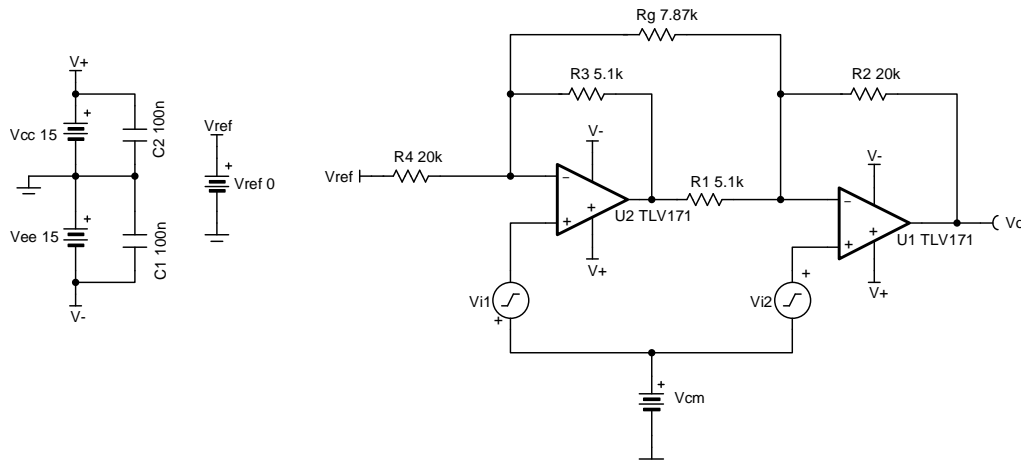 Rg 7.87k
R3 5.1k
R2 20k
V+
Vcc 15
+
C2 100n
Vref
+
Vref 0
Vee 15
+
C1 100n
V-
Vref
R4 20k
V-
−
+
+
U2 TLV171
V+
R1 5.1k
V-
−
+
+
U1 TLV171
V+
Vi1
+
Vi2
+
+
Vcm